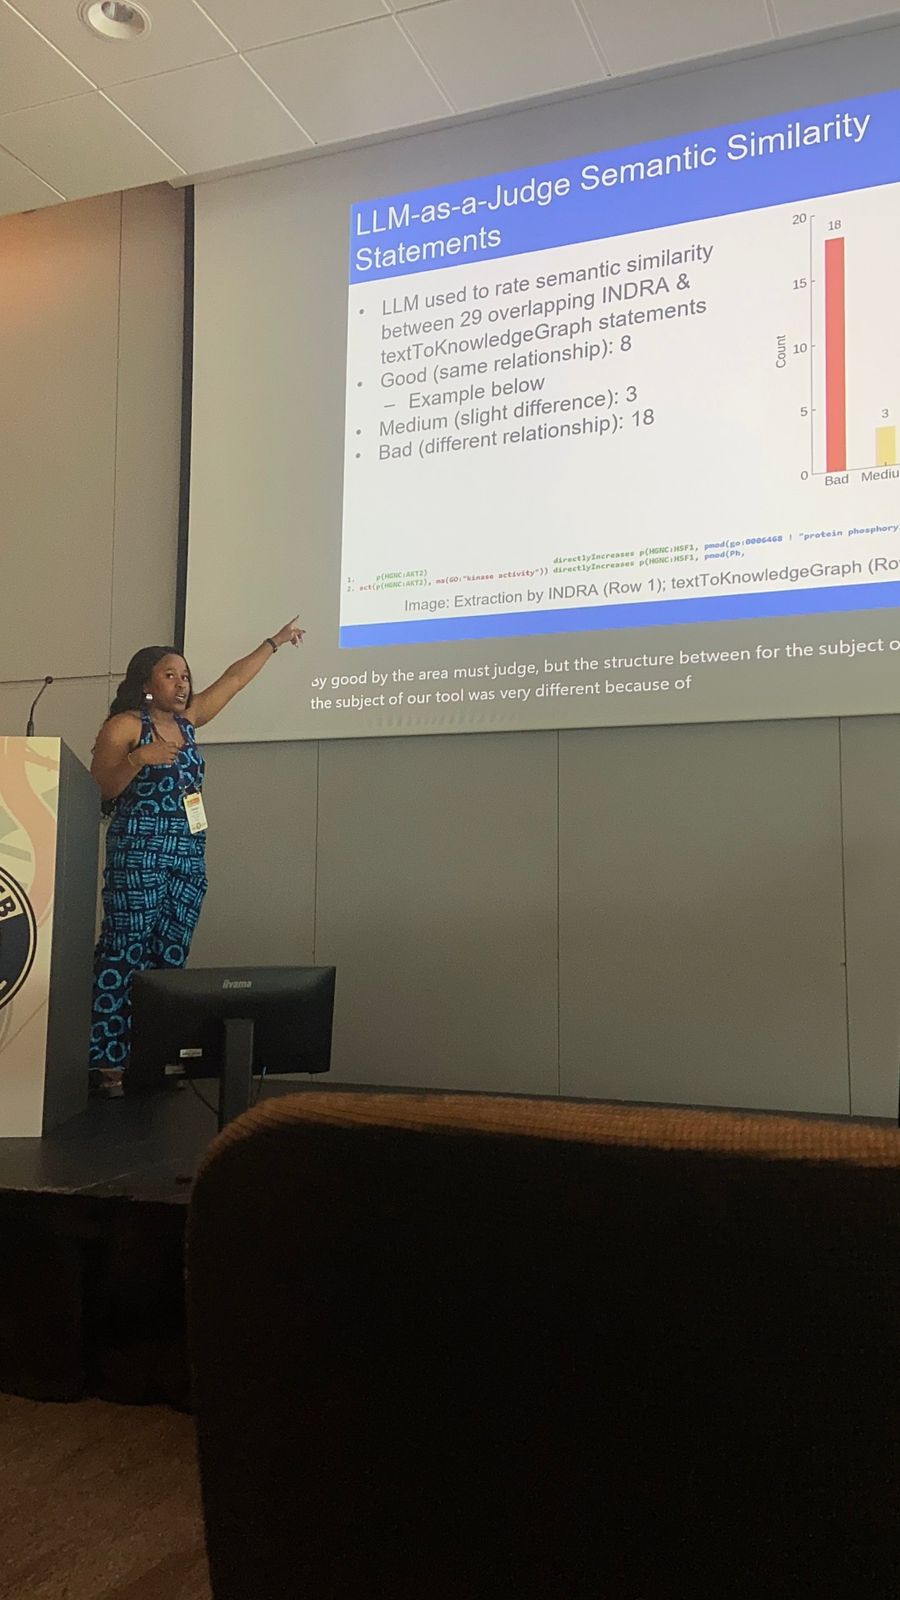 LLM-as-a-Judge Semantic Similarity
Statements
• LLM used to rate semantic similarity
between 29 overlapping INDRA &
textToKnowledgeGraph statements
• Good (same relationship): 8
– Example below
• Medium (slight difference): 3
• Bad (different relationship): 18
20
18
15
Count
10
5
3
0
Bad Mediu
1. p(HGNC:AKT2) directlyIncreases p(HGNC:HSF1, pmod(go:0006468 ! "protein phosphory
2. act(p(HGNC:AKT2), ma(GO:"kinase activity")) directlyIncreases p(HGNC:HSF1, pmod(Ph,
Image: Extraction by INDRA (Row 1); textToKnowledgeGraph (Ro
by good by the area must judge, but the structure between for the subject o
the subject of our tool was very different because of
iiyama